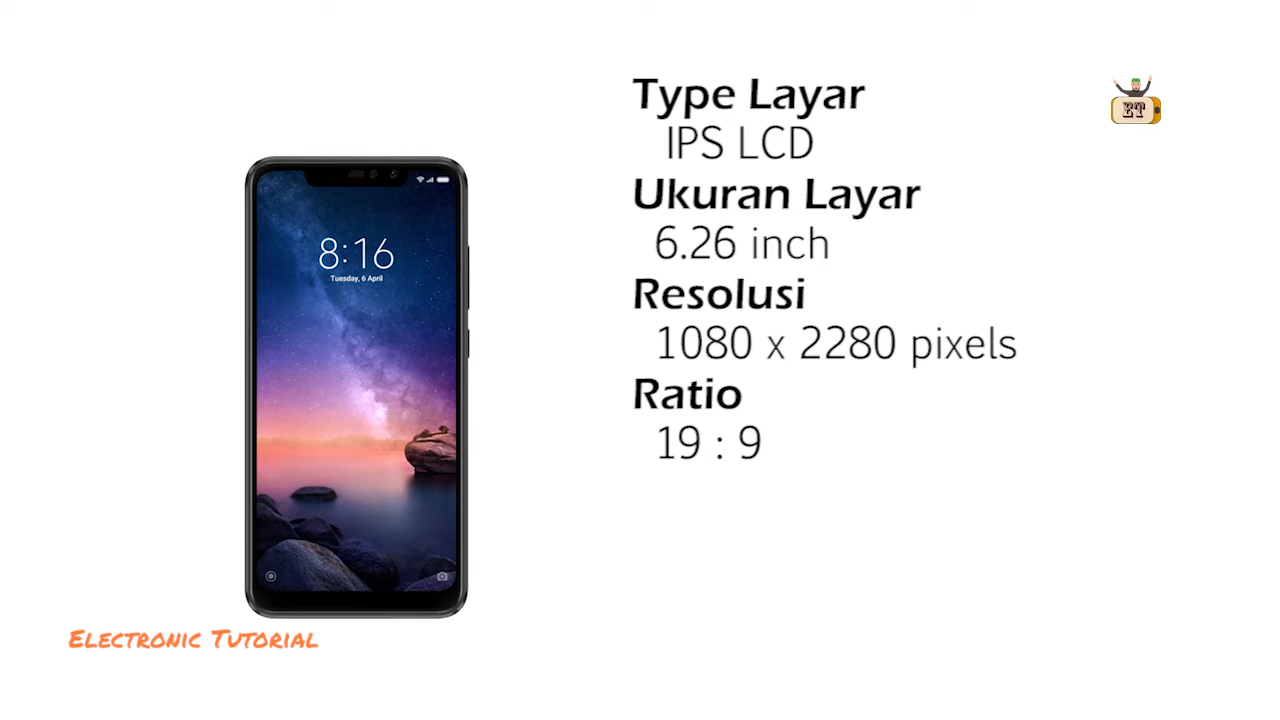 Type Layar
IPS LCD
Ukuran Layar
6.26 inch
Resolusi
1080 x 2280 pixels
Ratio
19 : 9
ET
8:16
Tuesday, 6 April
Electronic Tutorial